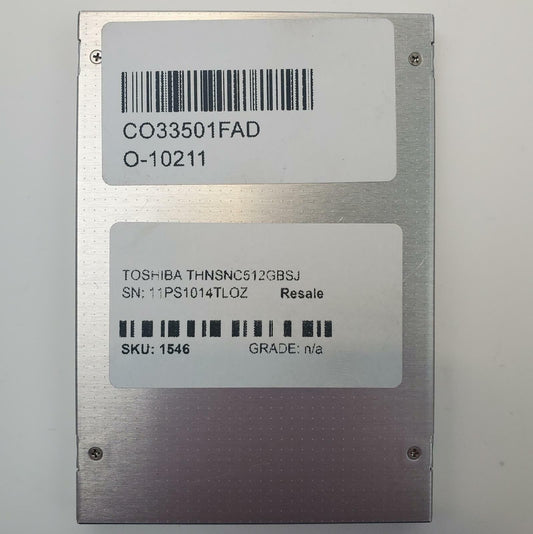 CO33501FAD
O-10211
TOSHIBA THNSNC512GBSJ
SN: 11PS1014TLOZ Resale
SKU: 1546 GRADE: n/a